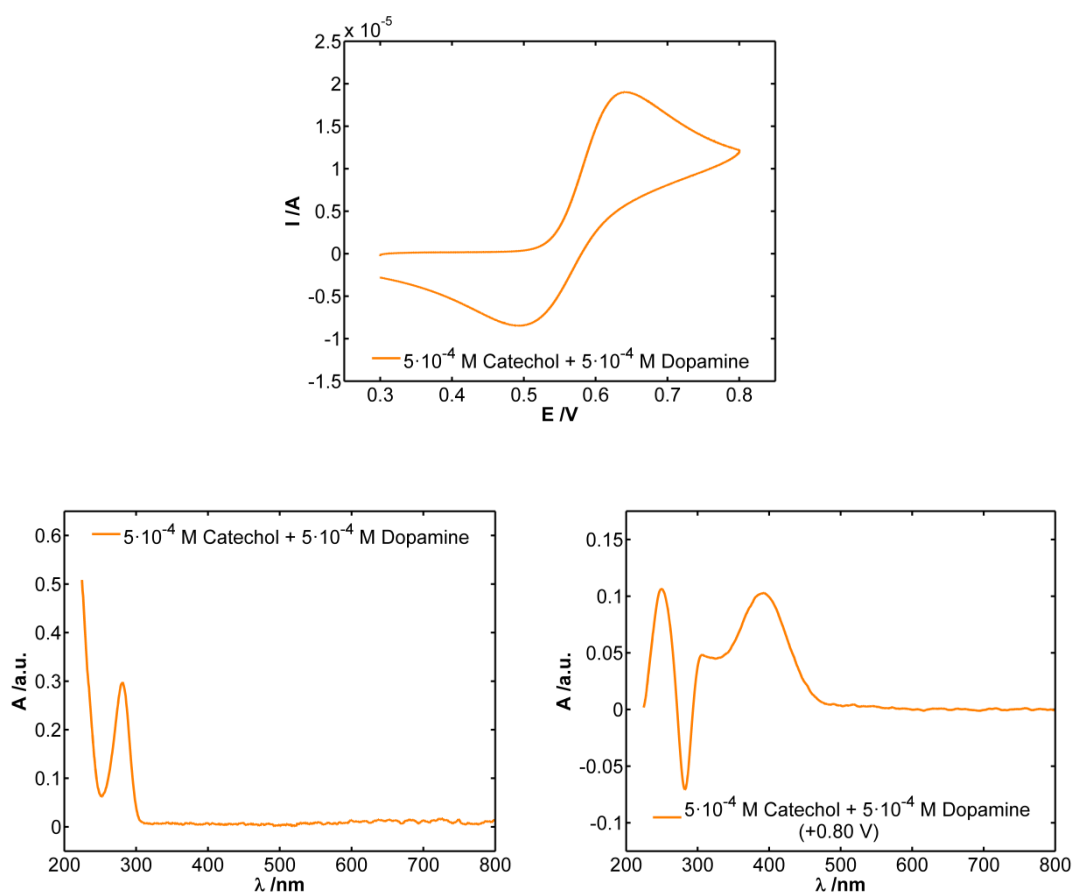 x 10⁻⁵
2.5
2
1.5
1
0.5
0
-0.5
-1
-1.5
I /A
5·10⁻⁴ M Catechol + 5·10⁻⁴ M Dopamine
0.3 0.4 0.5 0.6 0.7 0.8
E /V
0.6
0.5
0.4
0.3
0.2
0.1
0
A /a.u.
5·10⁻⁴ M Catechol + 5·10⁻⁴ M Dopamine
200 300 400 500 600 700 800
λ /nm
0.15
0.1
0.05
0
-0.05
-0.1
A /a.u.
5·10⁻⁴ M Catechol + 5·10⁻⁴ M Dopamine
(+0.80 V)
200 300 400 500 600 700 800
λ /nm